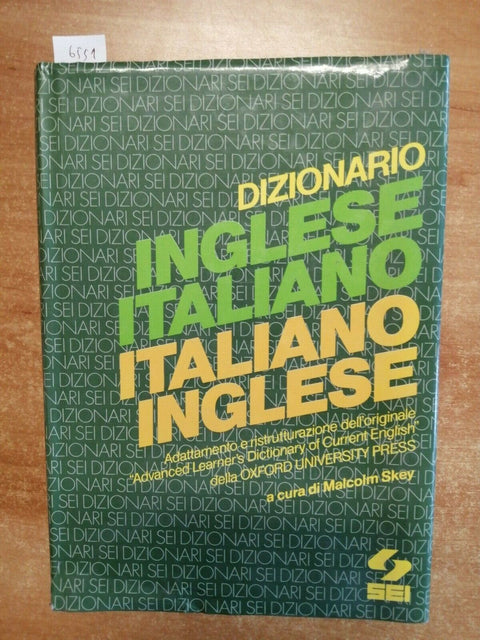 6551
DIZIONARIO
INGLESE
ITALIANO
ITALIANO
INGLESE
Adattamento e ristrutturazione dell'originale
"Advanced Learner's Dictionary of Current English"
della OXFORD UNIVERSITY PRESS
a cura di Malcolm Skey
SEI